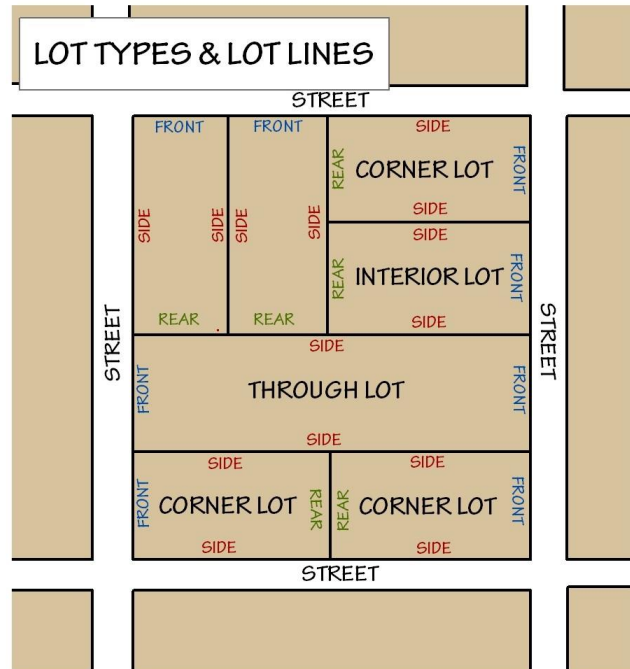 LOT TYPES & LOT LINES
STREET
FRONT FRONT SIDE
REAR CORNER LOT FRONT
SIDE
SIDE SIDE SIDE SIDE SIDE
REAR INTERIOR LOT FRONT
REAR REAR SIDE
STREET
STREET
SIDE
FRONT THROUGH LOT FRONT
SIDE
SIDE SIDE
FRONT CORNER LOT REAR REAR CORNER LOT FRONT
SIDE SIDE
STREET